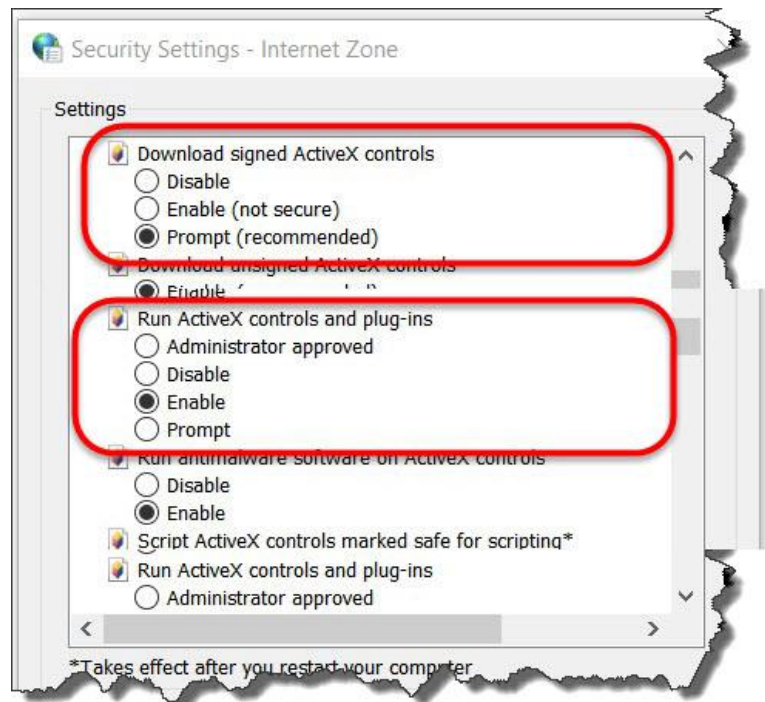 Security Settings - Internet Zone
Settings
Download signed ActiveX controls
Disable
Enable (not secure)
Prompt (recommended)
Download unsigned ActiveX controls
Enable
Run ActiveX controls and plug-ins
Administrator approved
Disable
Enable
Prompt
Run antimalware software on ActiveX controls
Disable
Enable
Script ActiveX controls marked safe for scripting*
Run ActiveX controls and plug-ins
Administrator approved
*Takes effect after you restart your computer